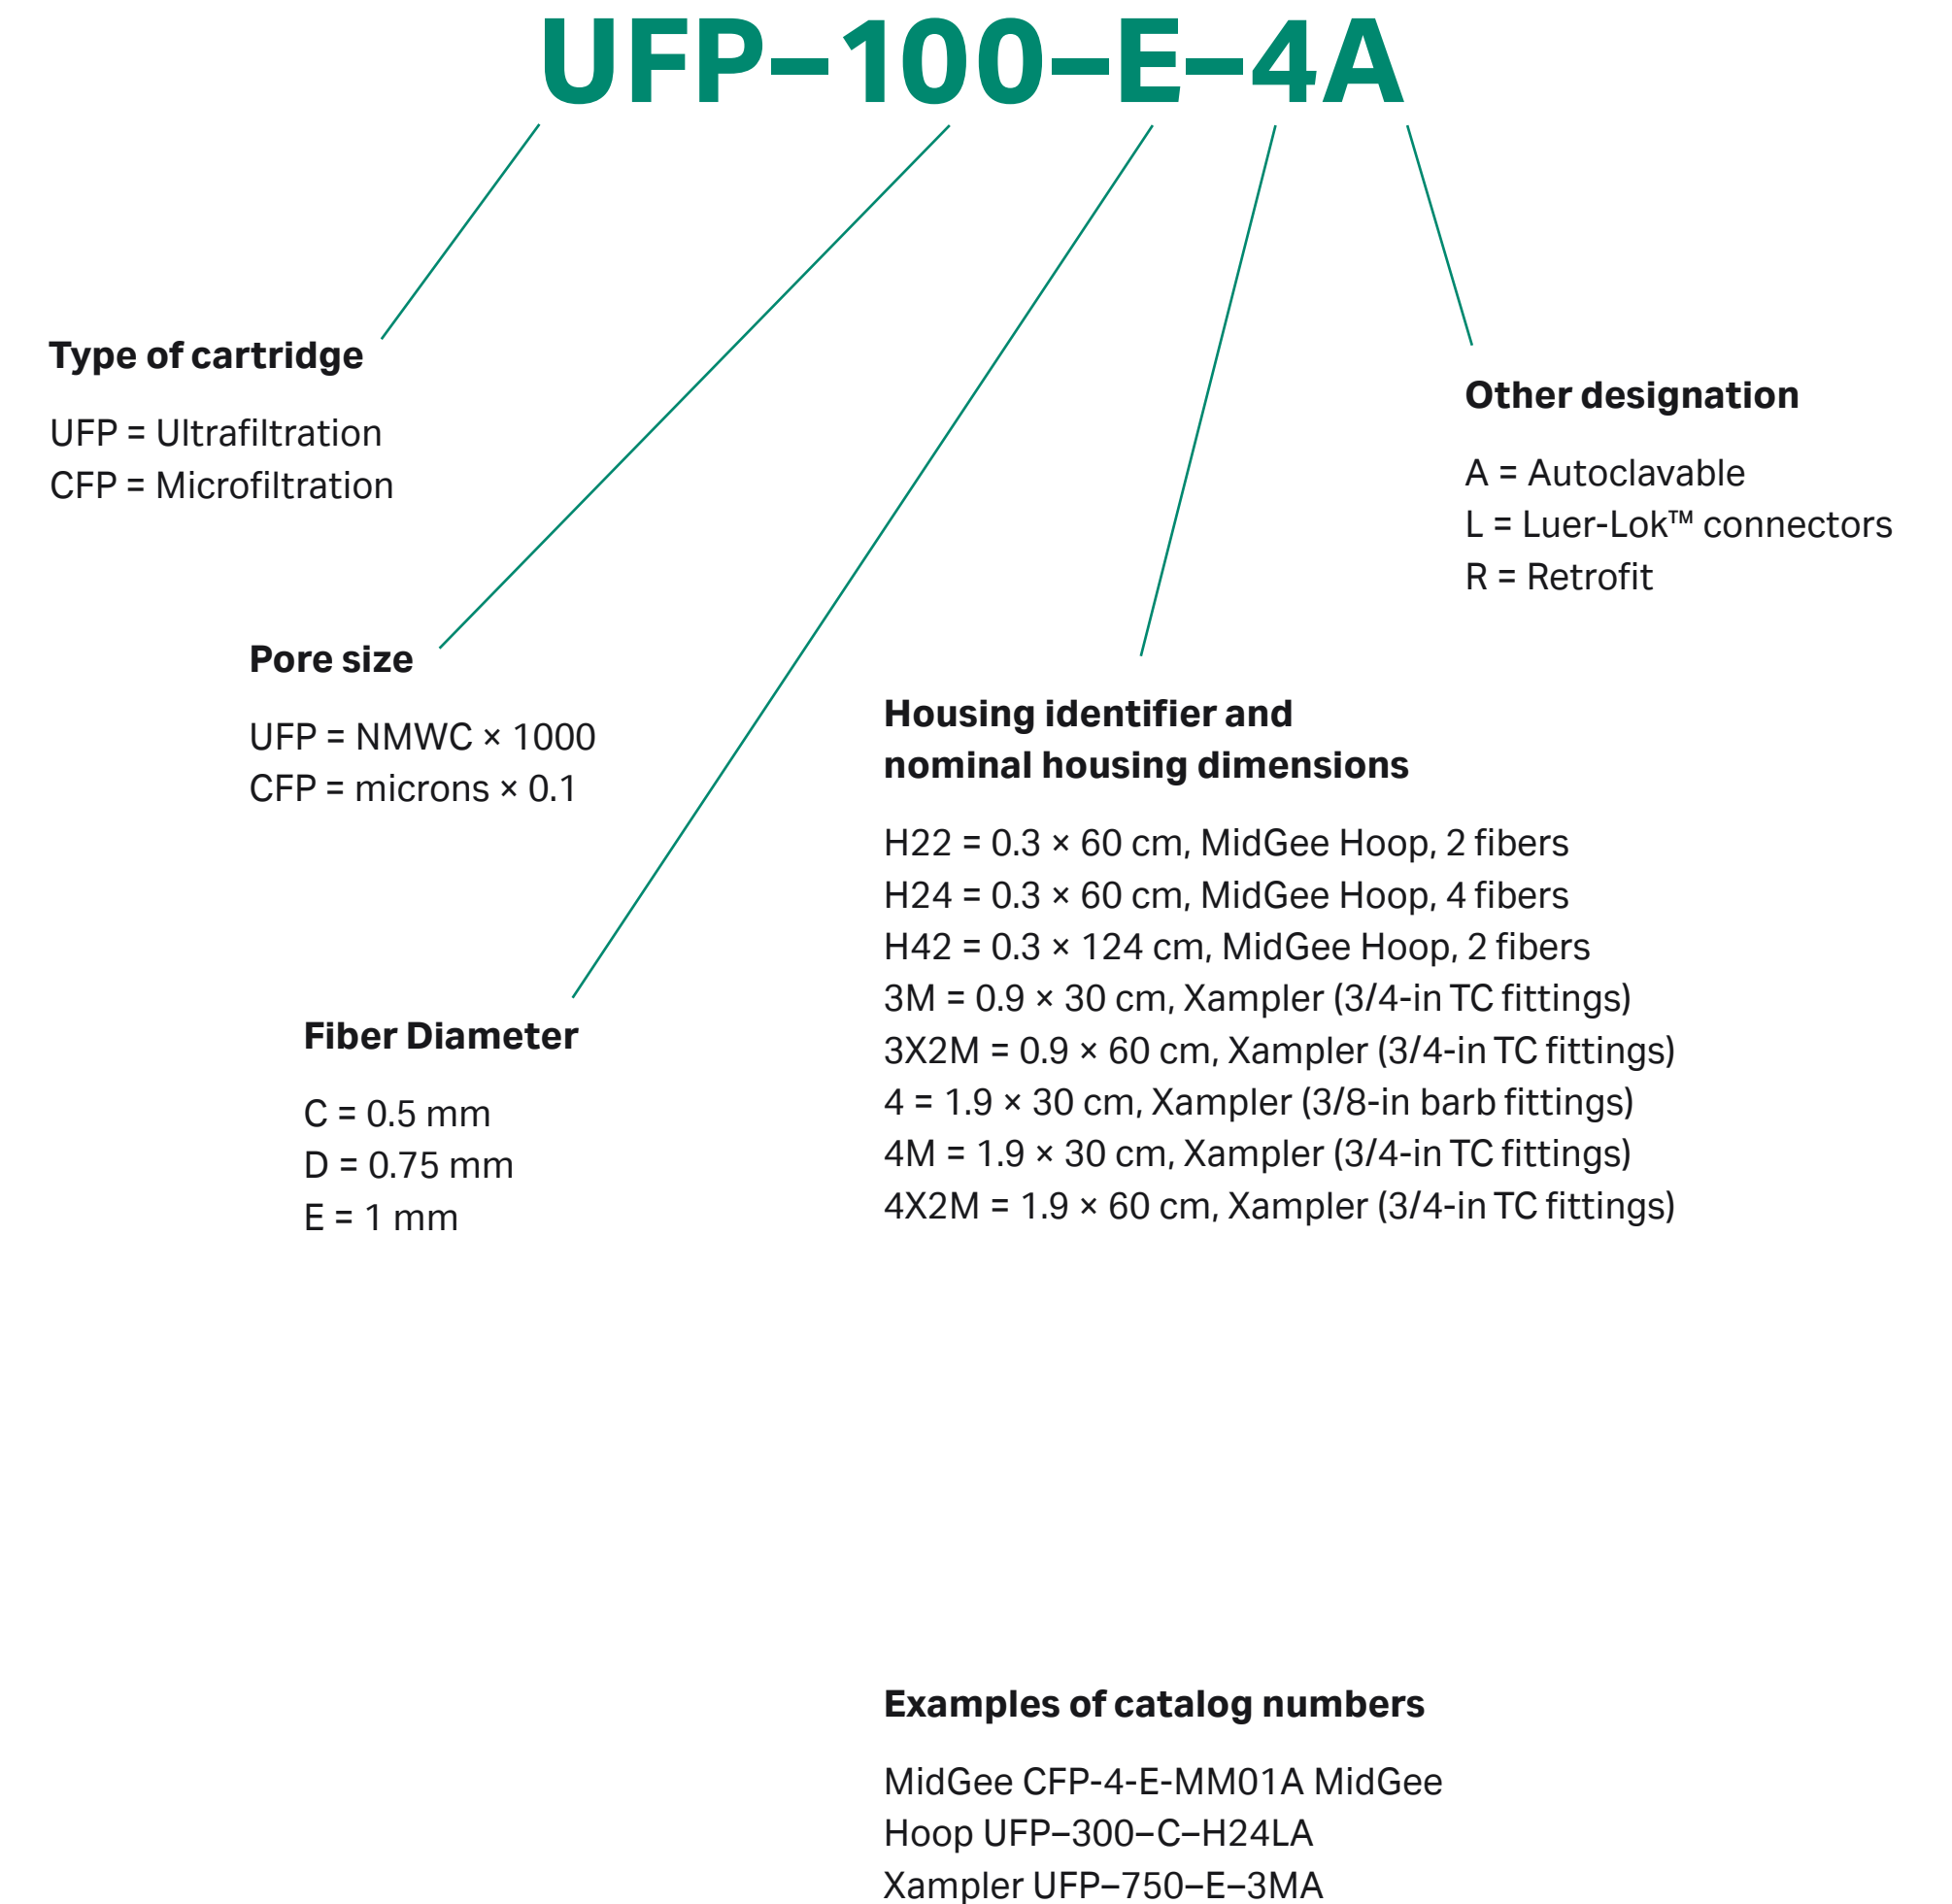 UFP–100–E–4A
Type of cartridge
UFP = Ultrafiltration
CFP = Microfiltration
Other designation
A = Autoclavable
L = Luer-Lok™ connectors
R = Retrofit
Pore size
UFP = NMWC × 1000
CFP = microns × 0.1
Housing identifier and
nominal housing dimensions
H22 = 0.3 × 60 cm, MidGee Hoop, 2 fibers
H24 = 0.3 × 60 cm, MidGee Hoop, 4 fibers
H42 = 0.3 × 124 cm, MidGee Hoop, 2 fibers
3M = 0.9 × 30 cm, Xampler (3/4-in TC fittings)
3X2M = 0.9 × 60 cm, Xampler (3/4-in TC fittings)
4 = 1.9 × 30 cm, Xampler (3/8-in barb fittings)
4M = 1.9 × 30 cm, Xampler (3/4-in TC fittings)
4X2M = 1.9 × 60 cm, Xampler (3/4-in TC fittings)
Fiber Diameter
C = 0.5 mm
D = 0.75 mm
E = 1 mm
Examples of catalog numbers
MidGee CFP-4-E-MM01A MidGee
Hoop UFP–300–C–H24LA
Xampler UFP–750–E–3MA